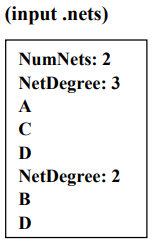 (input .nets)
NumNets: 2
NetDegree: 3
A
C
D
NetDegree: 2
B
D